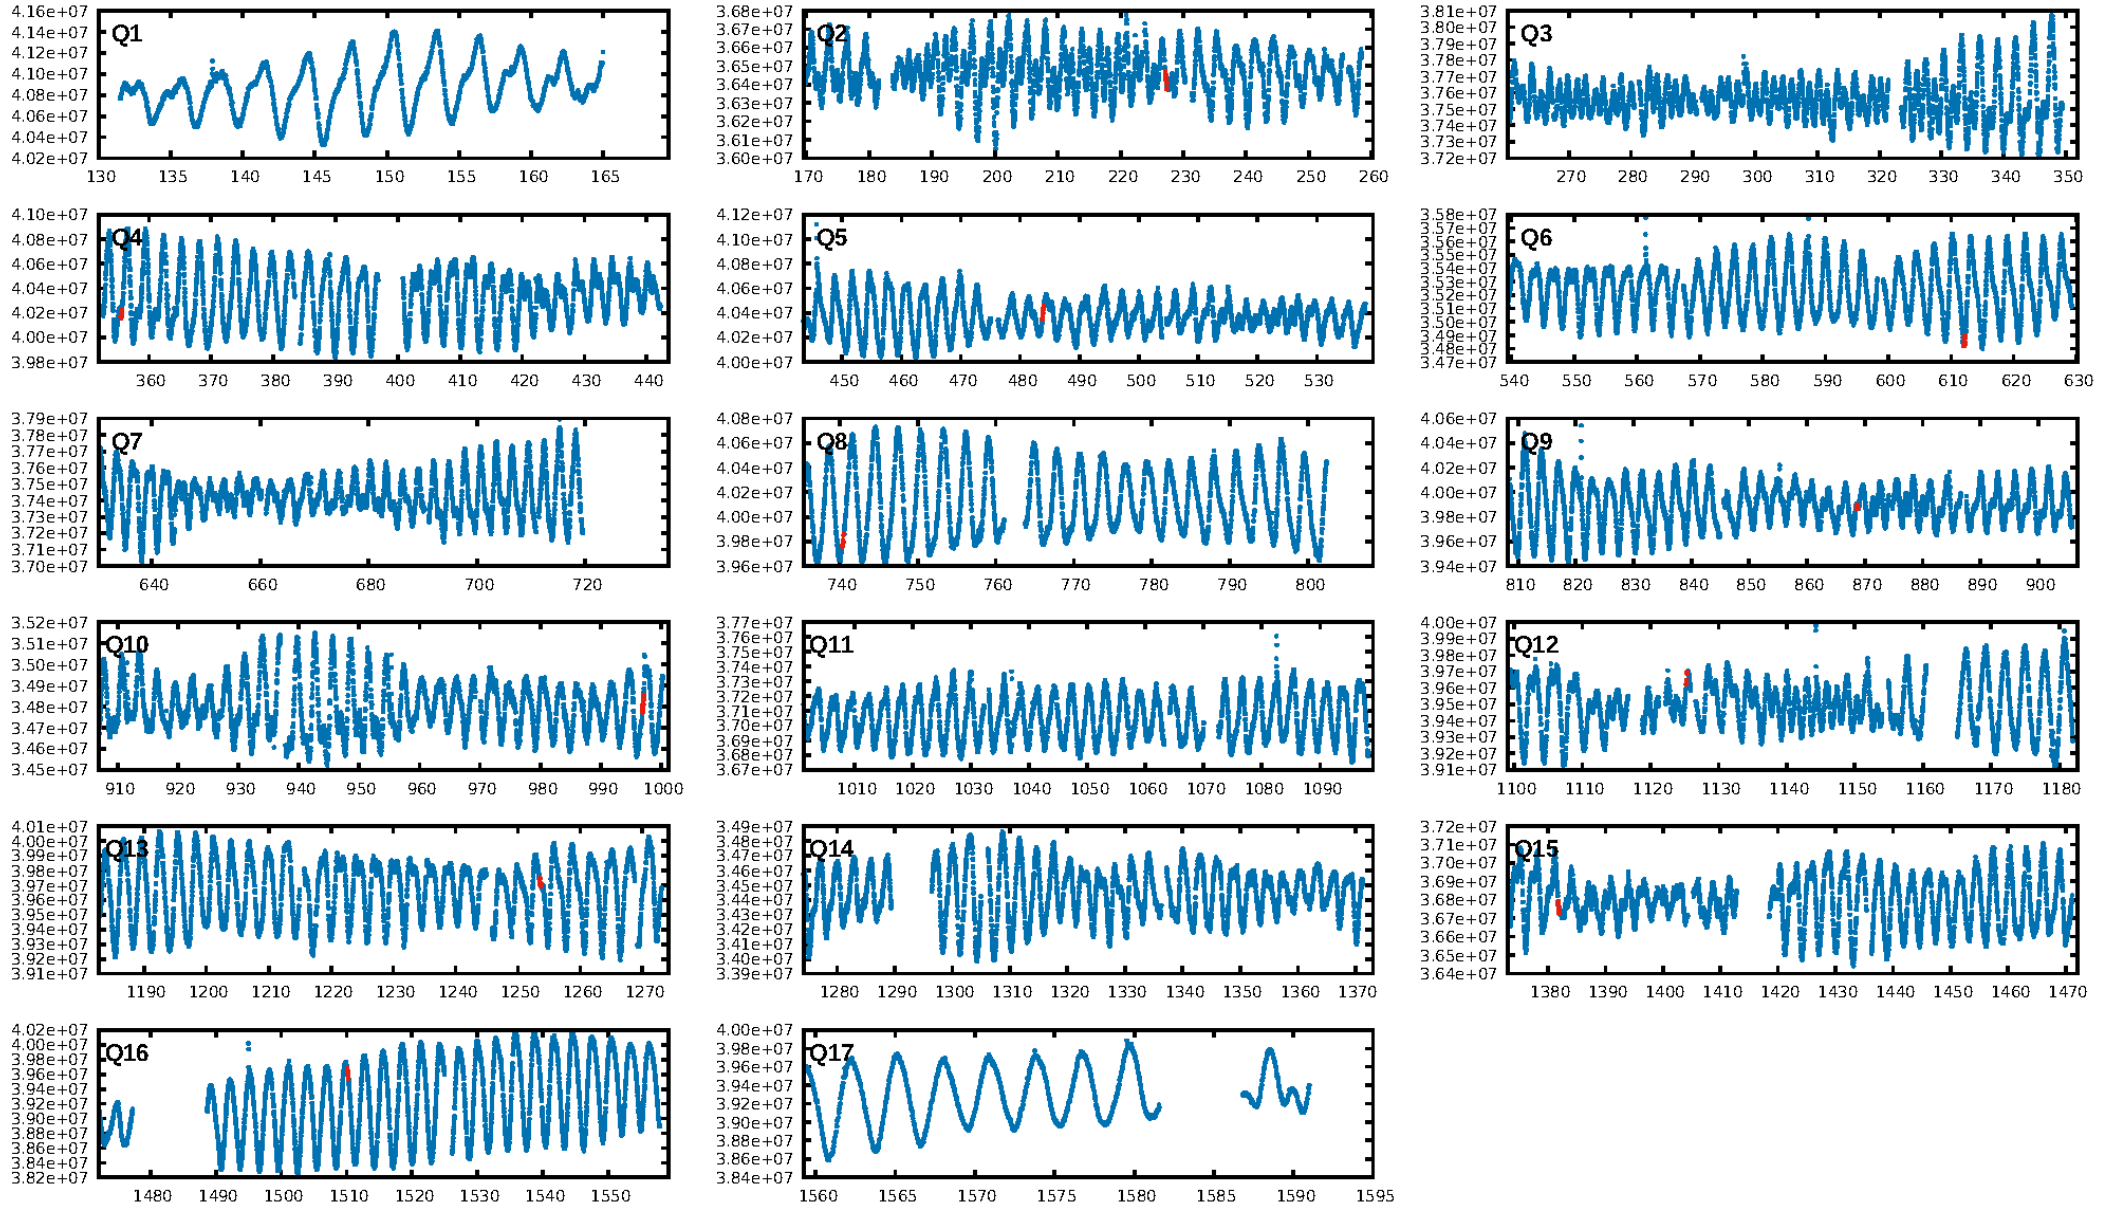 4.16e+07
4.14e+07
4.12e+07
4.10e+07
4.08e+07
4.06e+07
4.04e+07
4.02e+07
Q1
130 135 140 145 150 155 160 165
3.68e+07
3.67e+07
3.66e+07
3.65e+07
3.64e+07
3.63e+07
3.62e+07
3.61e+07
3.60e+07
Q2
170 180 190 200 210 220 230 240 250 260
3.81e+07
3.80e+07
3.79e+07
3.78e+07
3.77e+07
3.76e+07
3.75e+07
3.74e+07
3.73e+07
3.72e+07
Q3
270 280 290 300 310 320 330 340 350
4.10e+07
4.08e+07
4.06e+07
4.04e+07
4.02e+07
4.00e+07
3.98e+07
Q4
360 370 380 390 400 410 420 430 440
4.12e+07
4.10e+07
4.08e+07
4.06e+07
4.04e+07
4.02e+07
4.00e+07
Q5
450 460 470 480 490 500 510 520 530
3.58e+07
3.57e+07
3.56e+07
3.55e+07
3.54e+07
3.53e+07
3.52e+07
3.51e+07
3.50e+07
3.49e+07
3.48e+07
3.47e+07
Q6
540 550 560 570 580 590 600 610 620 630
3.79e+07
3.78e+07
3.77e+07
3.76e+07
3.75e+07
3.74e+07
3.73e+07
3.72e+07
3.71e+07
3.70e+07
Q7
640 660 680 700 720
4.08e+07
4.06e+07
4.04e+07
4.02e+07
4.00e+07
3.98e+07
3.96e+07
Q8
740 750 760 770 780 790 800
4.06e+07
4.04e+07
4.02e+07
4.00e+07
3.98e+07
3.96e+07
3.94e+07
Q9
810 820 830 840 850 860 870 880 890 900
3.52e+07
3.51e+07
3.50e+07
3.49e+07
3.48e+07
3.47e+07
3.46e+07
3.45e+07
Q10
910 920 930 940 950 960 970 980 990 1000
3.77e+07
3.76e+07
3.75e+07
3.74e+07
3.73e+07
3.72e+07
3.71e+07
3.70e+07
3.69e+07
3.68e+07
3.67e+07
Q11
1010 1020 1030 1040 1050 1060 1070 1080 1090
4.00e+07
3.99e+07
3.98e+07
3.97e+07
3.96e+07
3.95e+07
3.94e+07
3.93e+07
3.92e+07
3.91e+07
Q12
1100 1110 1120 1130 1140 1150 1160 1170 1180
4.01e+07
4.00e+07
3.99e+07
3.98e+07
3.97e+07
3.96e+07
3.95e+07
3.94e+07
3.93e+07
3.92e+07
3.91e+07
Q13
1190 1200 1210 1220 1230 1240 1250 1260 1270
3.49e+07
3.48e+07
3.47e+07
3.46e+07
3.45e+07
3.44e+07
3.43e+07
3.42e+07
3.41e+07
3.40e+07
3.39e+07
Q14
1280 1290 1300 1310 1320 1330 1340 1350 1360 1370
3.72e+07
3.71e+07
3.70e+07
3.69e+07
3.68e+07
3.67e+07
3.66e+07
3.65e+07
3.64e+07
Q15
1380 1390 1400 1410 1420 1430 1440 1450 1460 1470
4.02e+07
4.00e+07
3.98e+07
3.96e+07
3.94e+07
3.92e+07
3.90e+07
3.88e+07
3.86e+07
3.84e+07
3.82e+07
Q16
1480 1490 1500 1510 1520 1530 1540 1550
4.00e+07
3.98e+07
3.96e+07
3.94e+07
3.92e+07
3.90e+07
3.88e+07
3.86e+07
3.84e+07
Q17
1560 1565 1570 1575 1580 1585 1590 1595